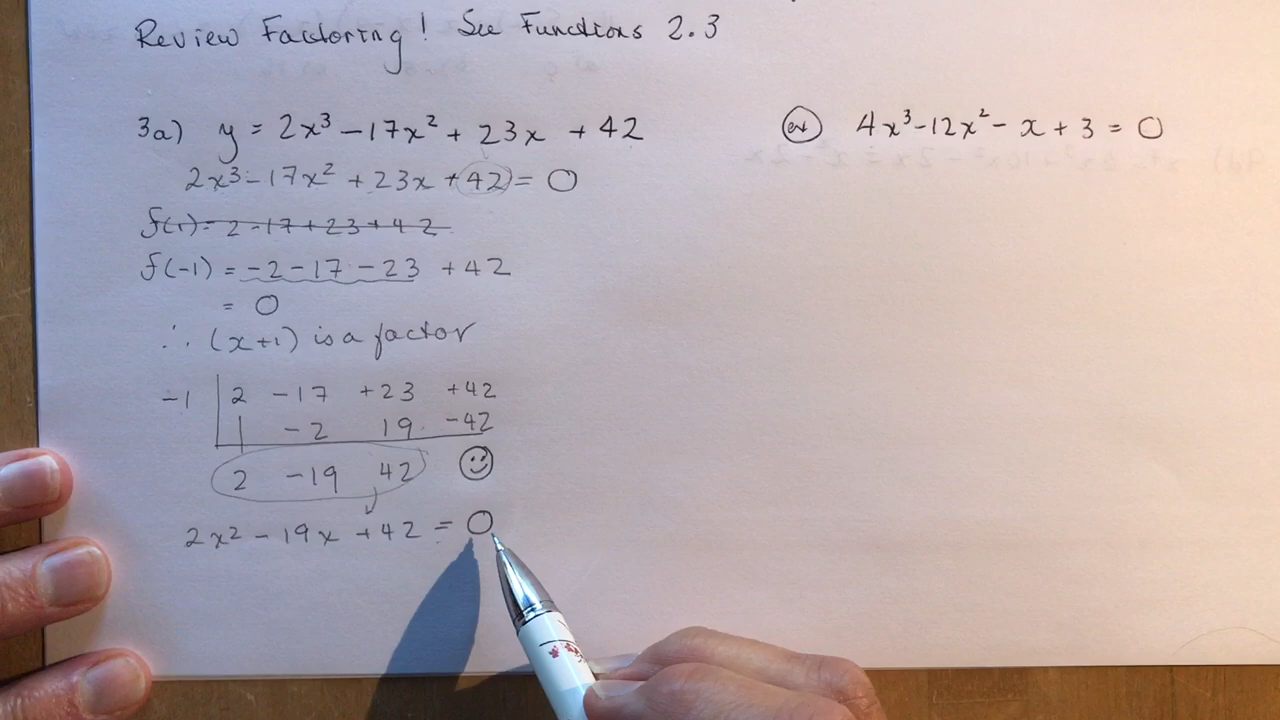 Review Factoring! See Functions 2.3
3a) y = 2x³ - 17x² + 23x + 42
2x³ - 17x² + 23x + 42 = 0
f(1) = 2 - 17 + 23 + 42
f(-1) = -2 - 17 - 23 + 42
= 0
∴ (x+1) is a factor
-1 | 2 -17 +23 +42
↓ -2 19 -42
2 -19 42 ☺
2x² - 19x + 42 = 0
ex 4x³ - 12x² - x + 3 = 0